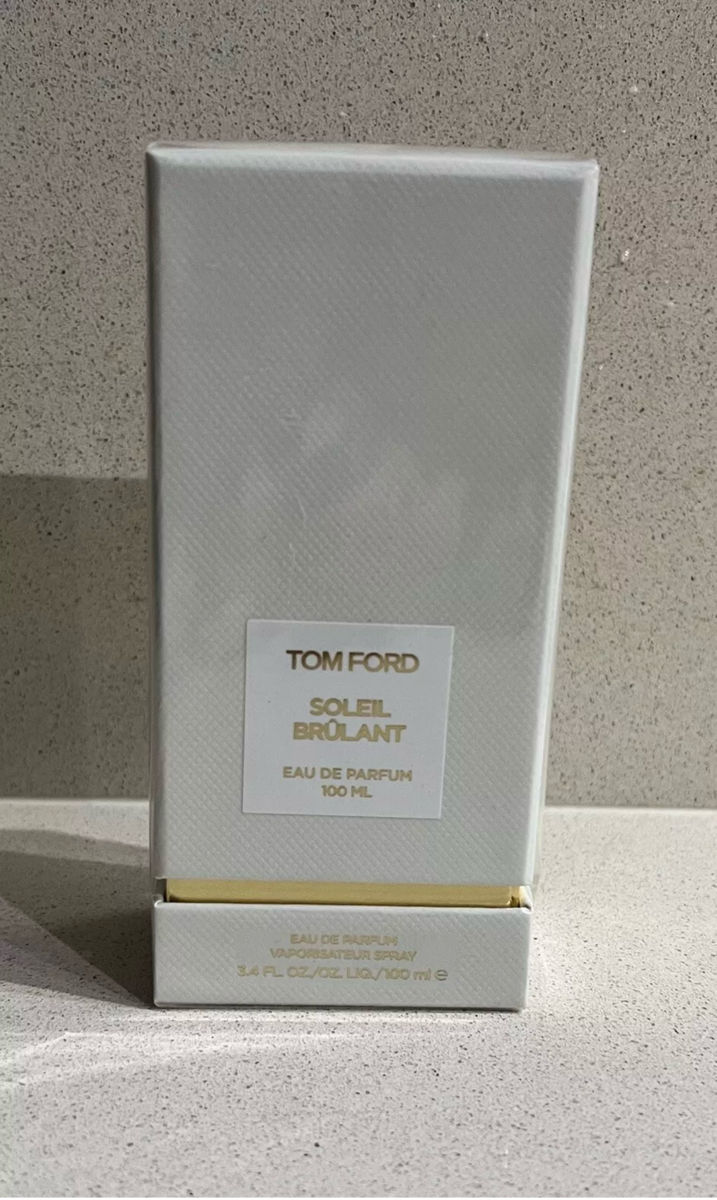 TOM FORD
SOLEIL
BRÛLANT
EAU DE PARFUM
100 ML
EAU DE PARFUM
VAPORISATEUR SPRAY
3.4 FL. OZ./OZ. LIQ./100 ml ℮